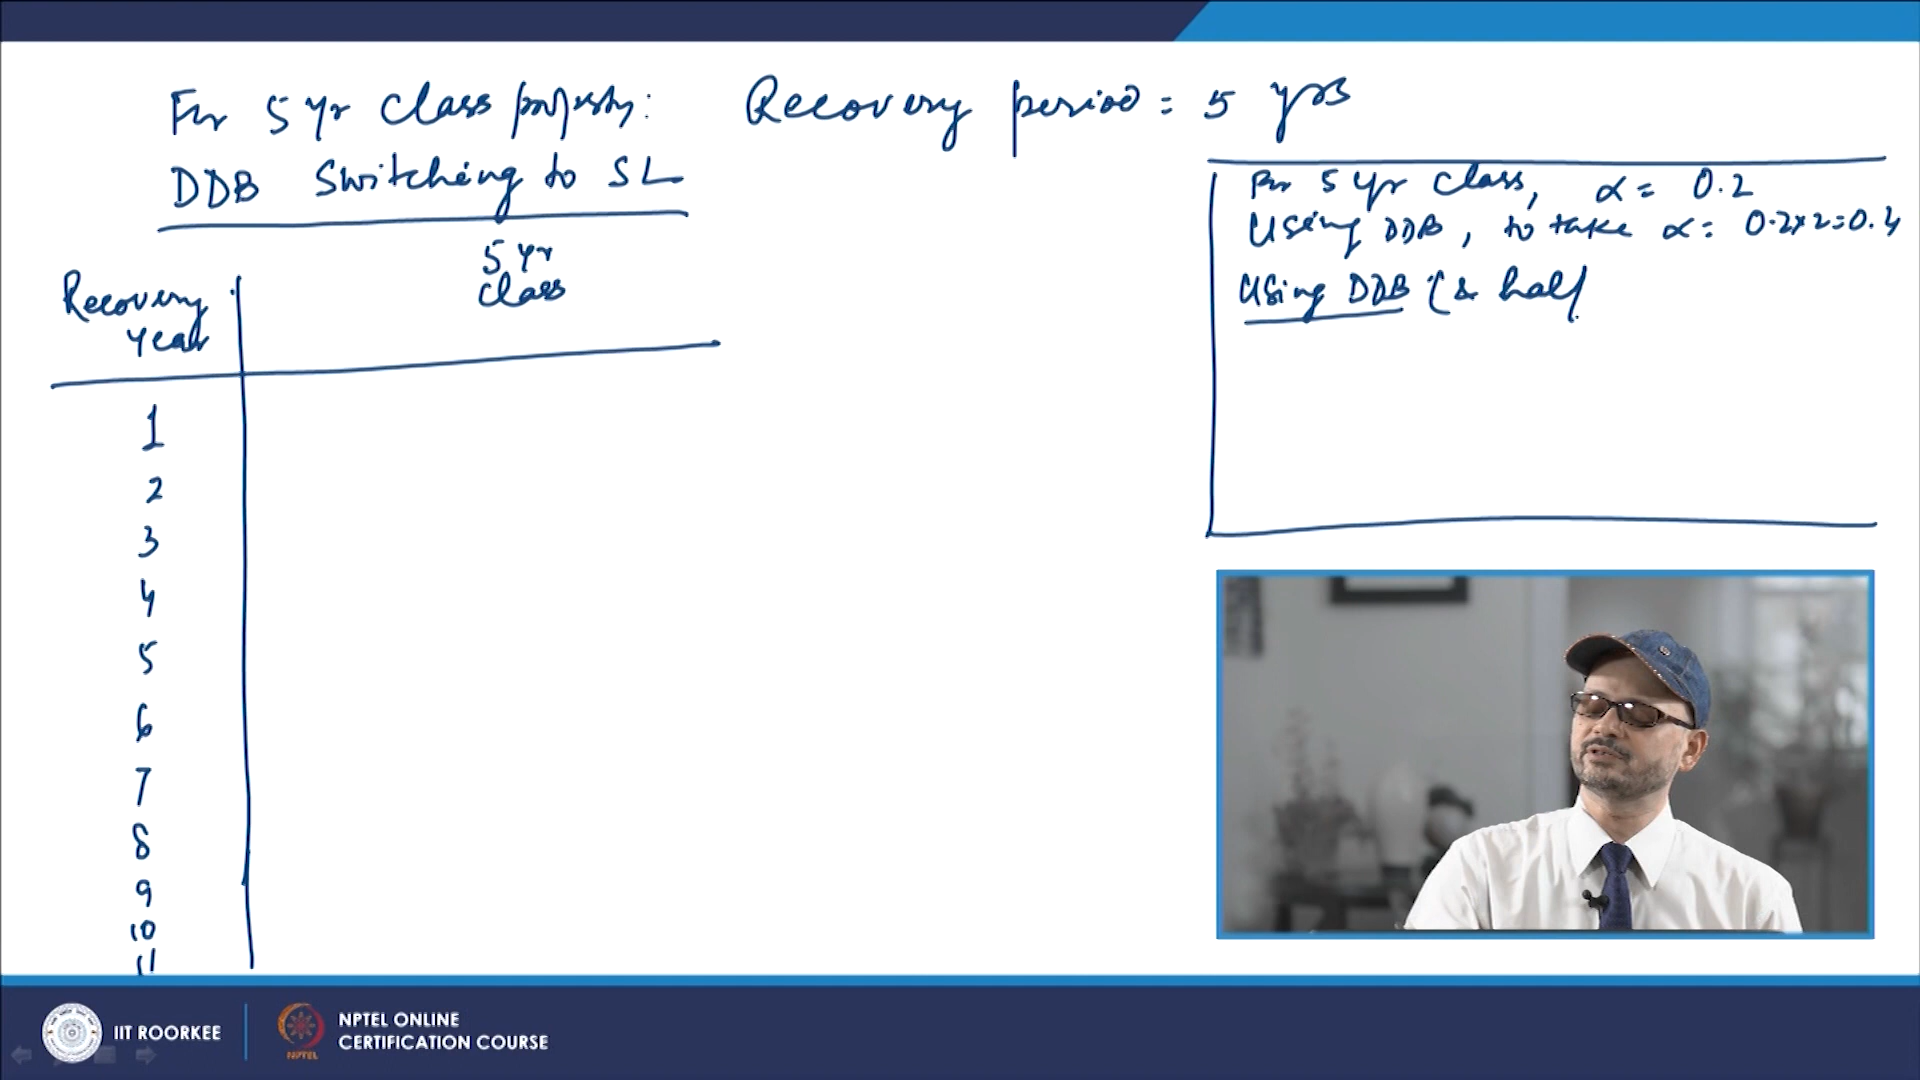 For 5 Yr Class property: Recovery period = 5 yrs
DDB Switching to SL
5 Yr
Class
Recovery
Year
1
2
3
4
5
6
7
8
9
10
11
For 5 yr Class, α = 0.2
Using DDB, to take α = 0.2×2=0.4
Using DDB (& half
IIT ROORKEE
NPTEL
NPTEL ONLINE
CERTIFICATION COURSE